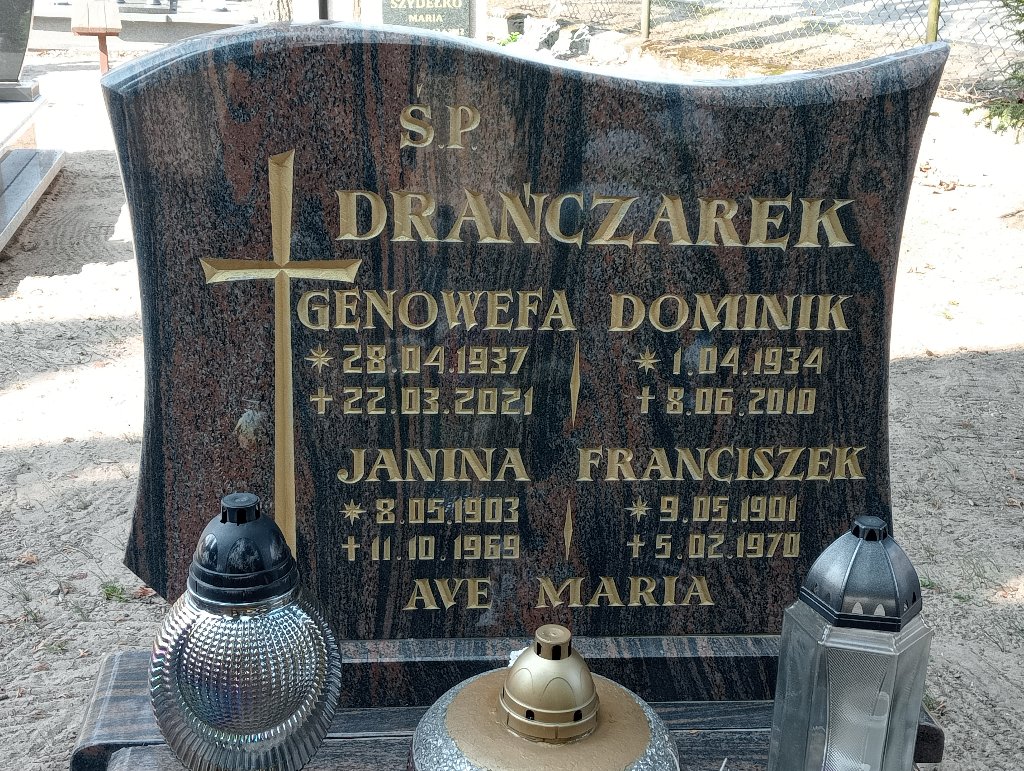 SZYDEŁKO
MARIA
Ś.P.
DRAŃCZAREK
GENOWEFA DOMINIK
* 28.04.1937 * 1.04.1934
+ 22.03.2021 + 8.06.2010
JANINA FRANCISZEK
* 8.05.1903 * 9.05.1901
+ 11.10.1969 + 5.02.1970
AVE MARIA